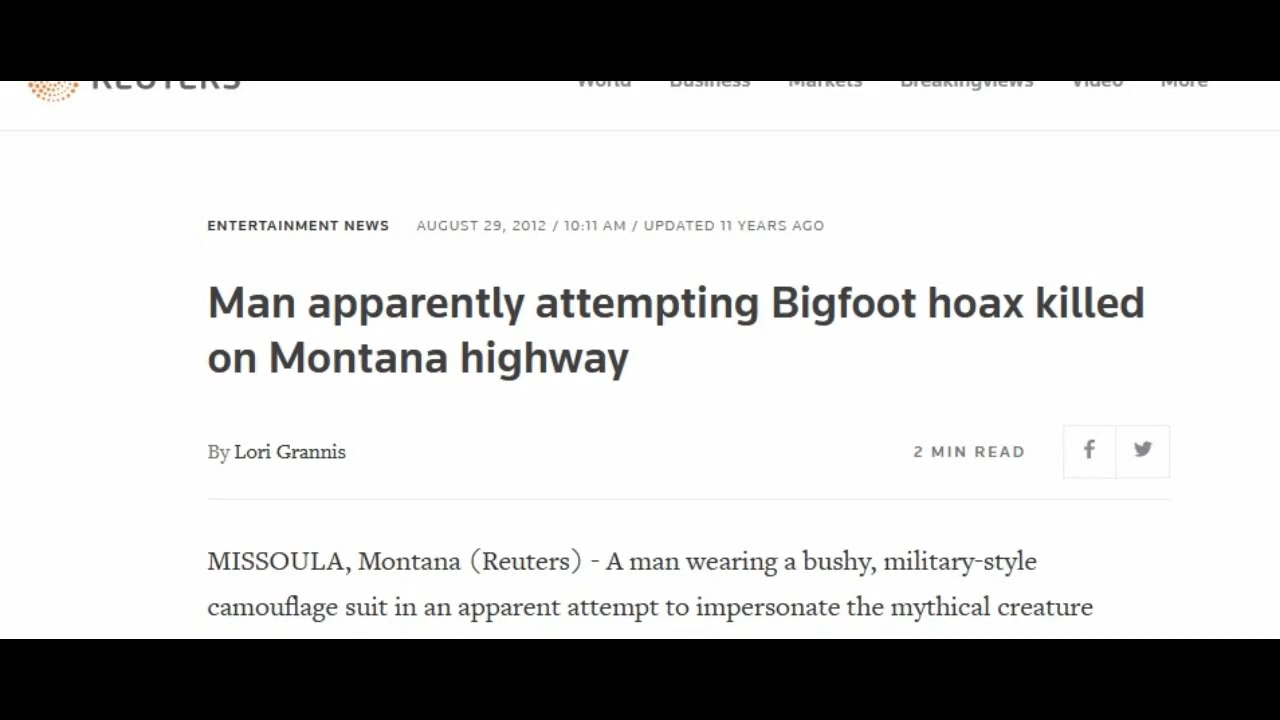 REUTERS
World Business Markets Breakingviews Video More
ENTERTAINMENT NEWS AUGUST 29, 2012 / 10:11 AM / UPDATED 11 YEARS AGO
Man apparently attempting Bigfoot hoax killed
on Montana highway
By Lori Grannis 2 MIN READ
MISSOULA, Montana (Reuters) - A man wearing a bushy, military-style
camouflage suit in an apparent attempt to impersonate the mythical creature